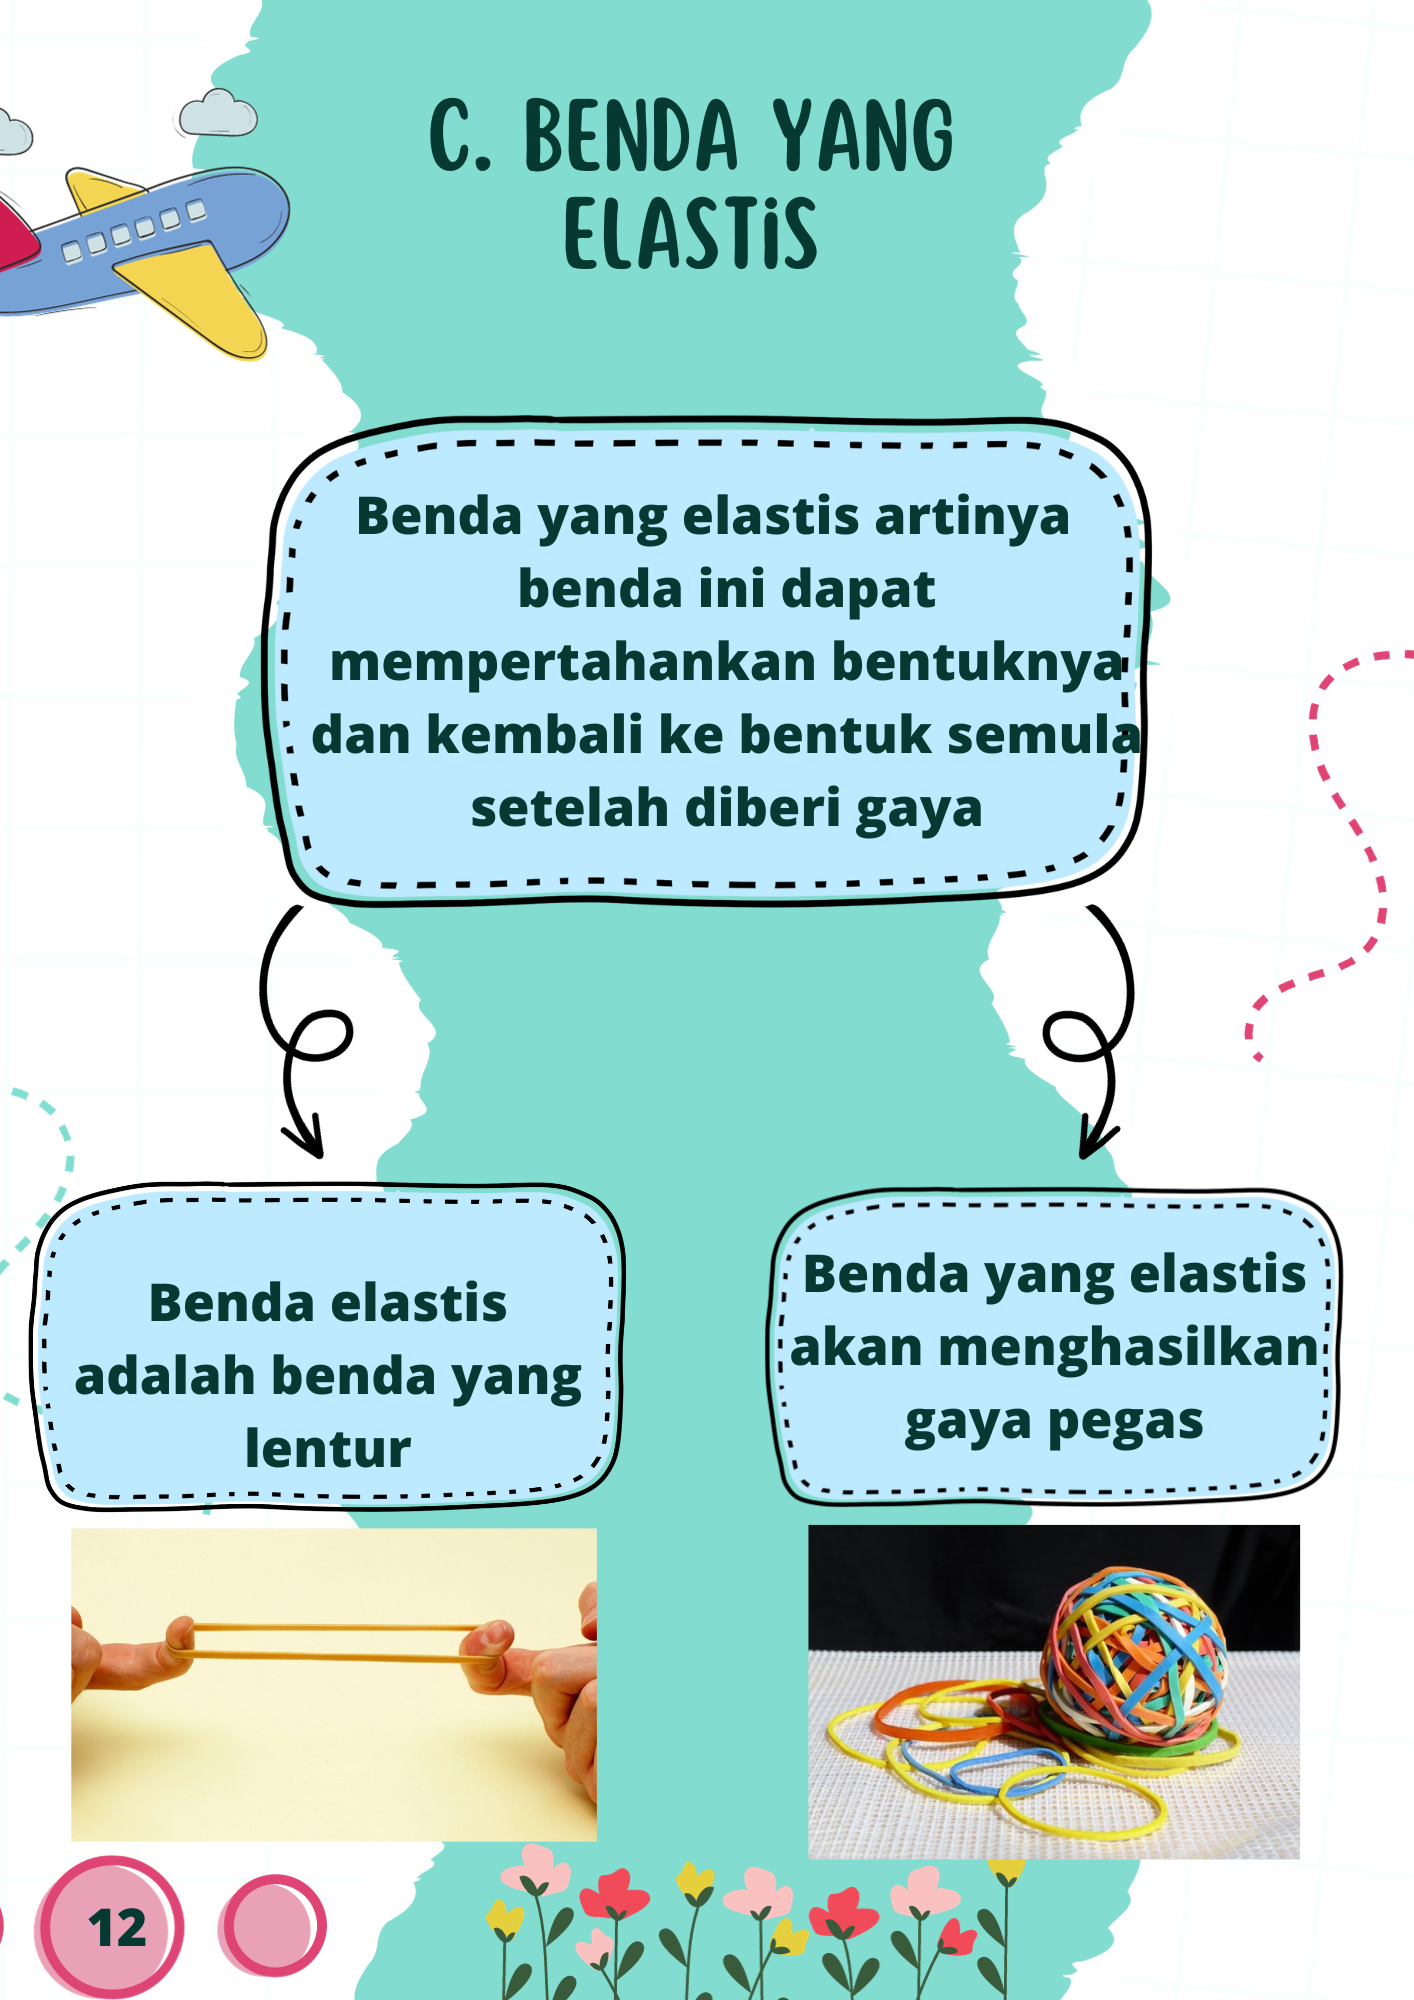 C. BENDA YANG
ELASTiS
Benda yang elastis artinya
benda ini dapat
mempertahankan bentuknya
dan kembali ke bentuk semula
setelah diberi gaya
Benda elastis
adalah benda yang
lentur
Benda yang elastis
akan menghasilkan
gaya pegas
12